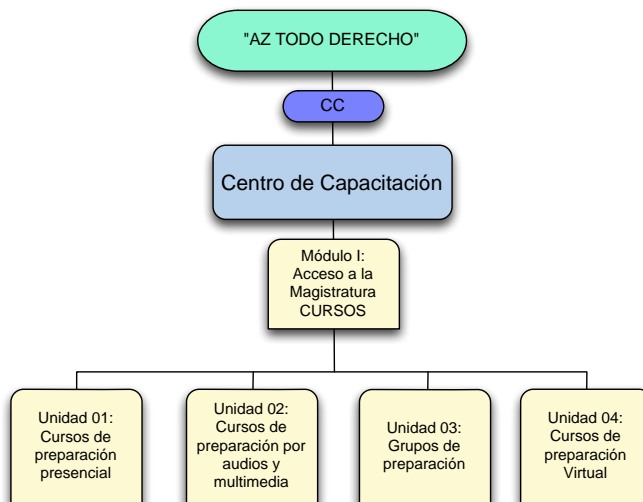 "AZ TODO DERECHO"
CC
Centro de Capacitación
Módulo I:
Acceso a la
Magistratura
CURSOS
Unidad 01:
Cursos de
preparación
presencial
Unidad 02:
Cursos de
preparación por
audios y
multimedia
Unidad 03:
Grupos de
preparación
Unidad 04:
Cursos de
preparación
Virtual